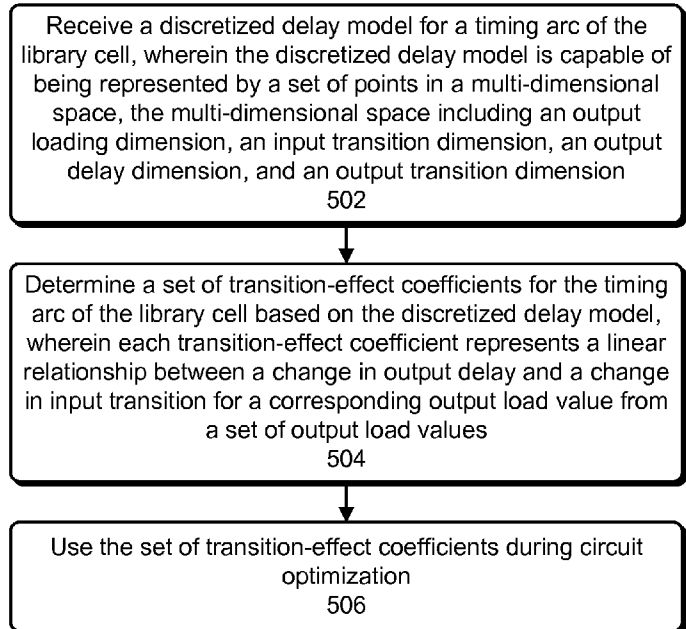 Receive a discretized delay model for a timing arc of the
library cell, wherein the discretized delay model is capable of
being represented by a set of points in a multi-dimensional
space, the multi-dimensional space including an output
loading dimension, an input transition dimension, an output
delay dimension, and an output transition dimension
502
Determine a set of transition-effect coefficients for the timing
arc of the library cell based on the discretized delay model,
wherein each transition-effect coefficient represents a linear
relationship between a change in output delay and a change
in input transition for a corresponding output load value from
a set of output load values
504
Use the set of transition-effect coefficients during circuit
optimization
506